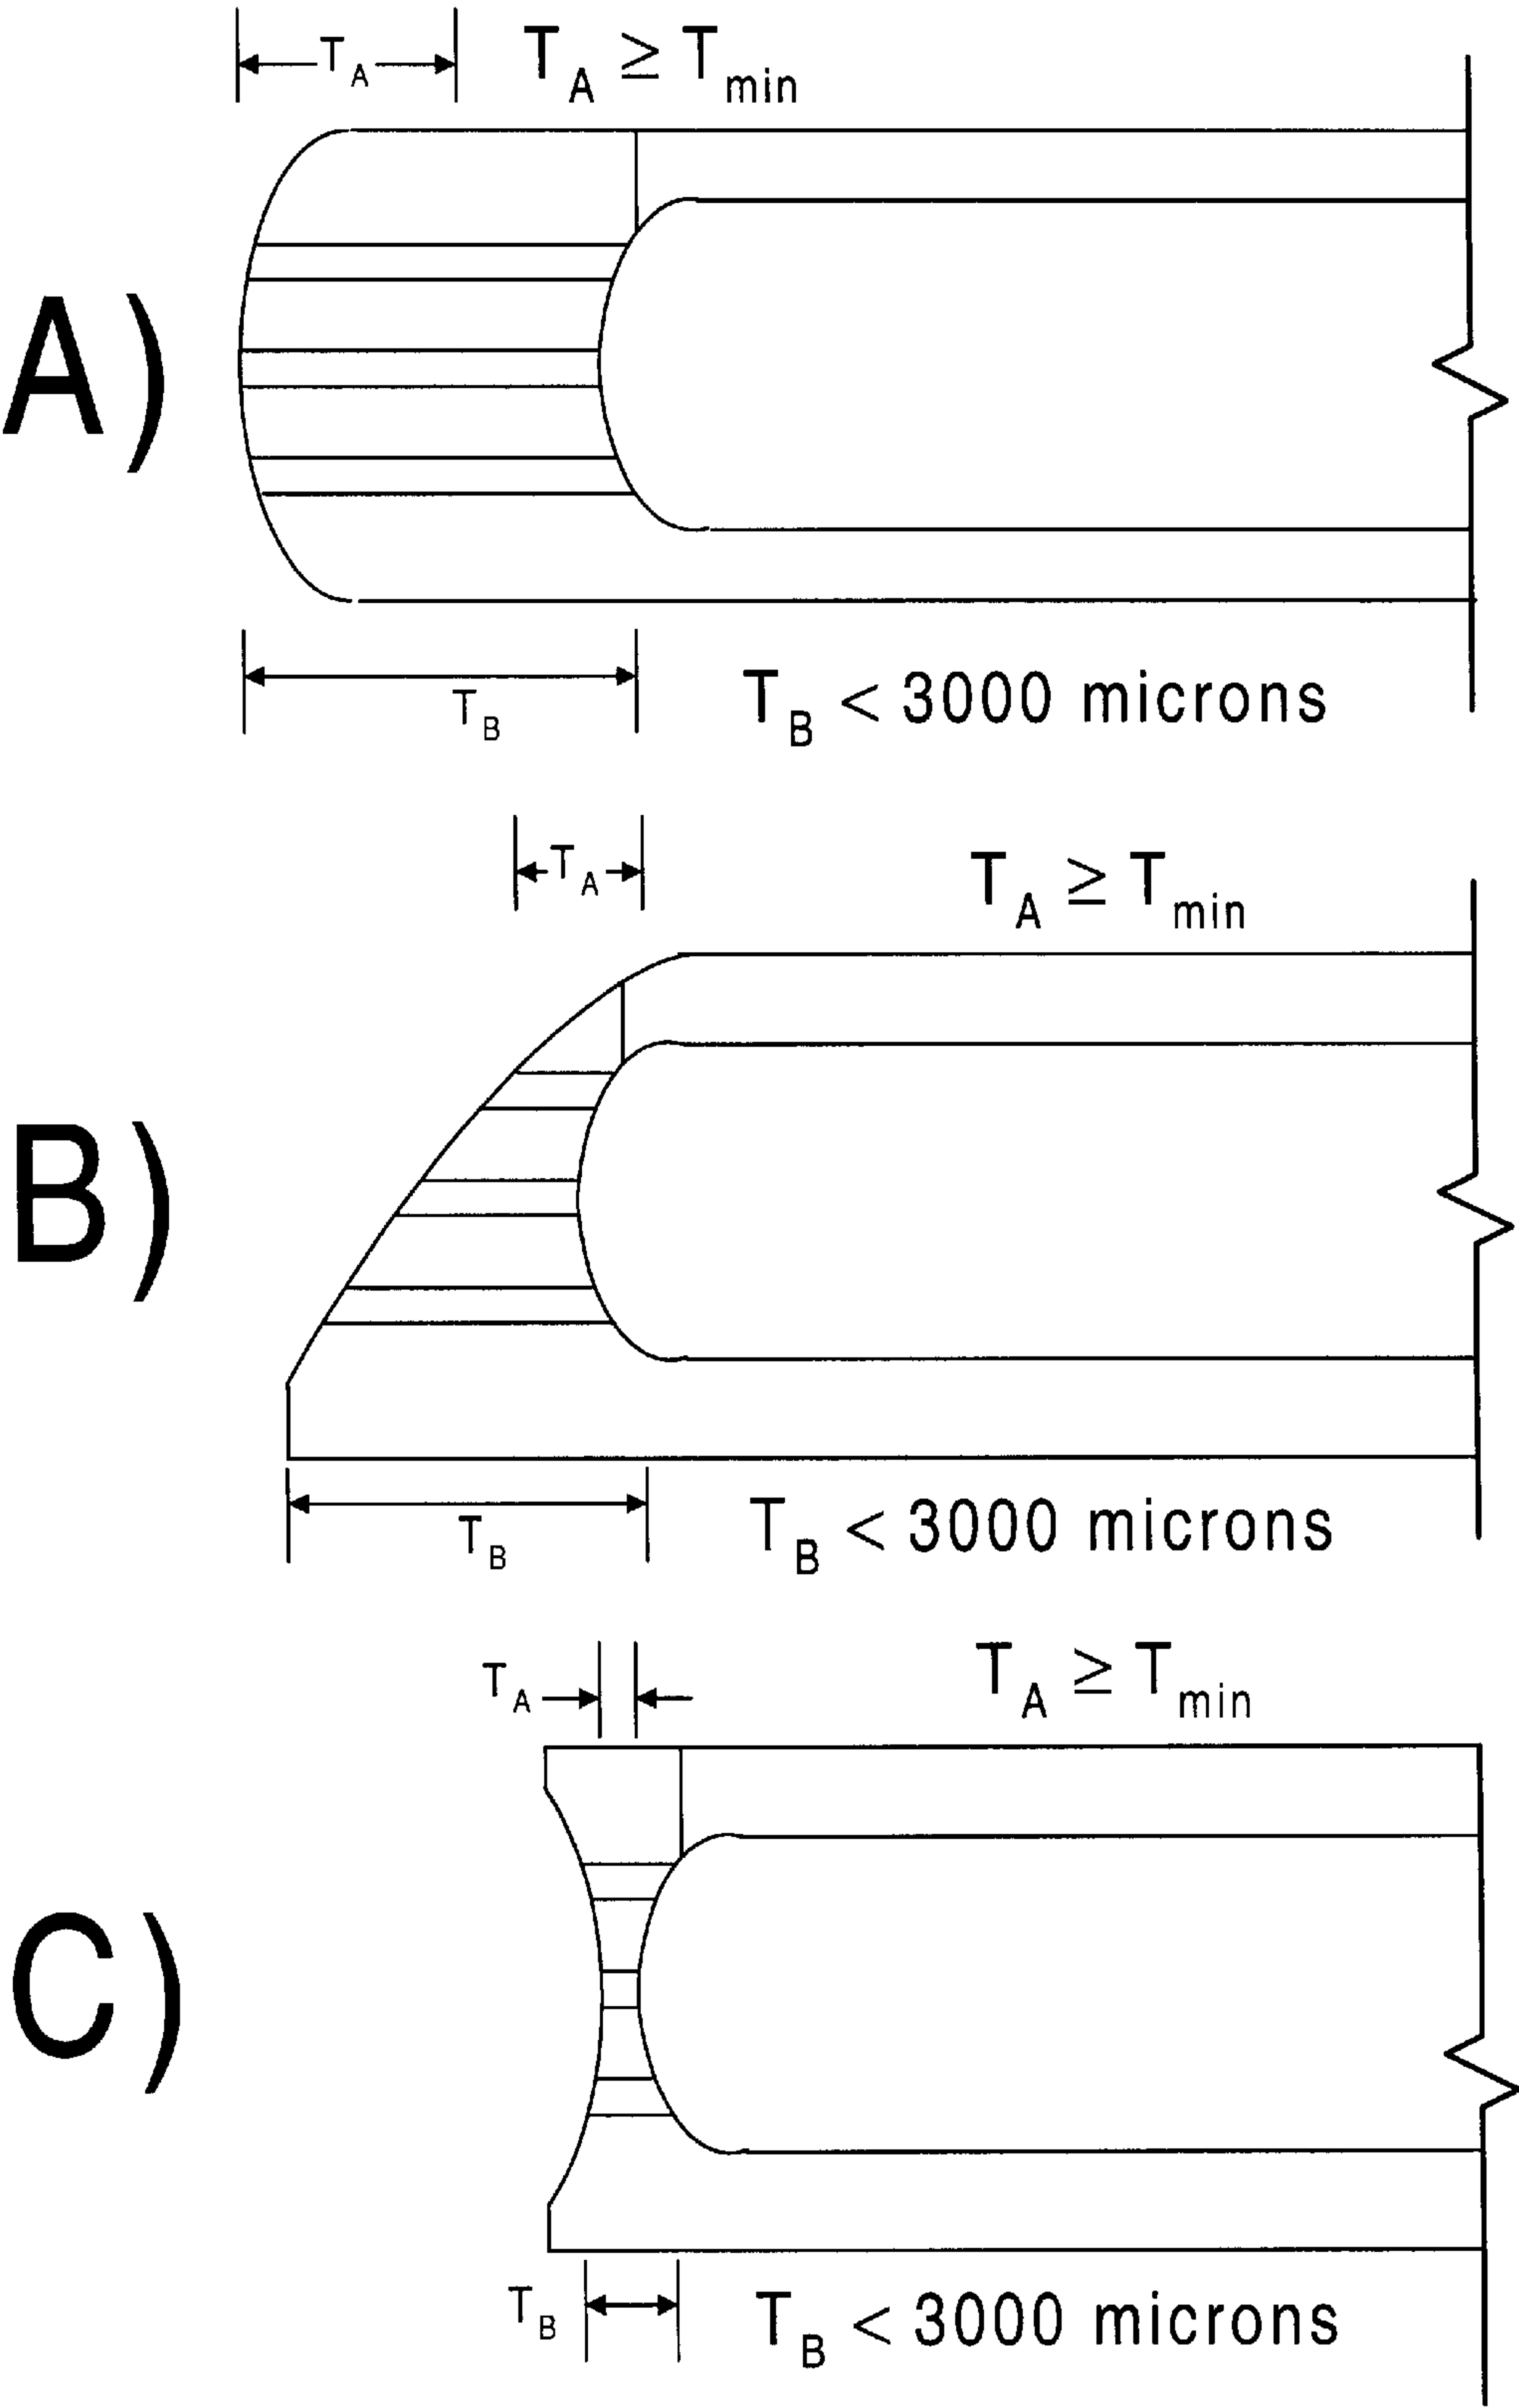 T_A T_A ≥ T_min
A)
T_B T_B < 3000 microns
T_A T_A ≥ T_min
B)
T_B T_B < 3000 microns
T_A T_A ≥ T_min
C)
T_B T_B < 3000 microns